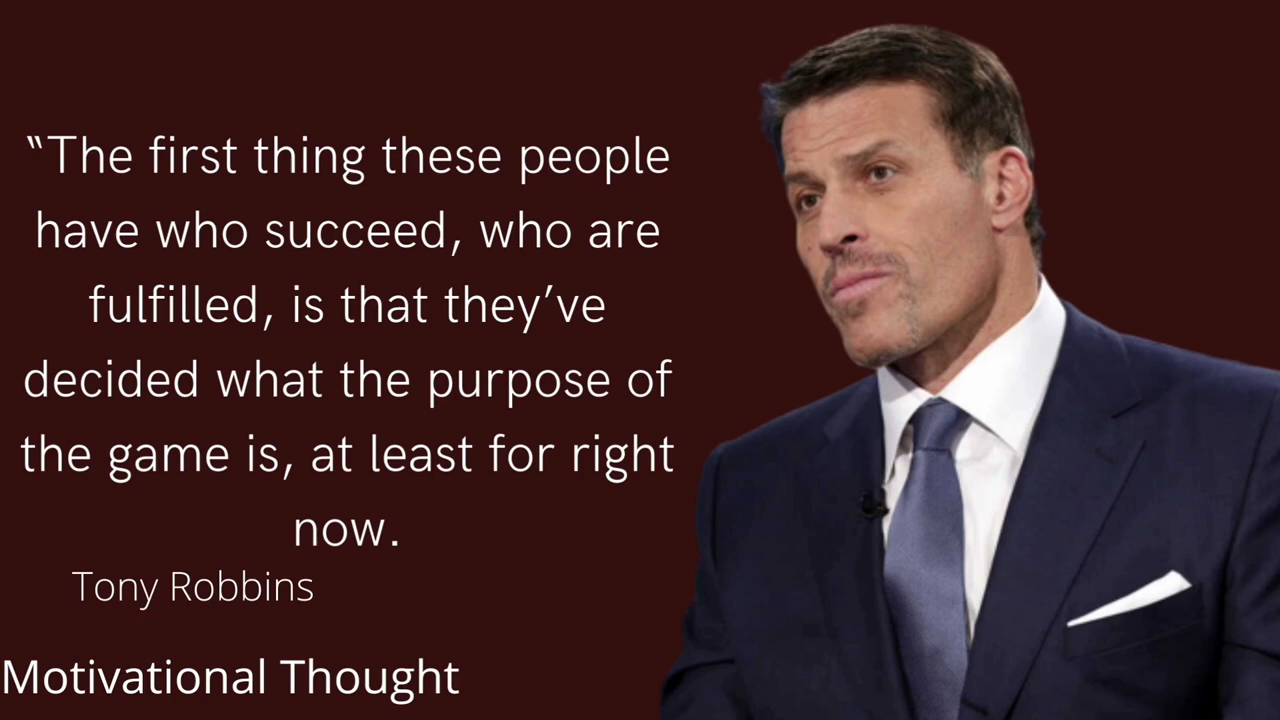 “The first thing these people
have who succeed, who are
fulfilled, is that they’ve
decided what the purpose of
the game is, at least for right
now.
Tony Robbins
Motivational Thought